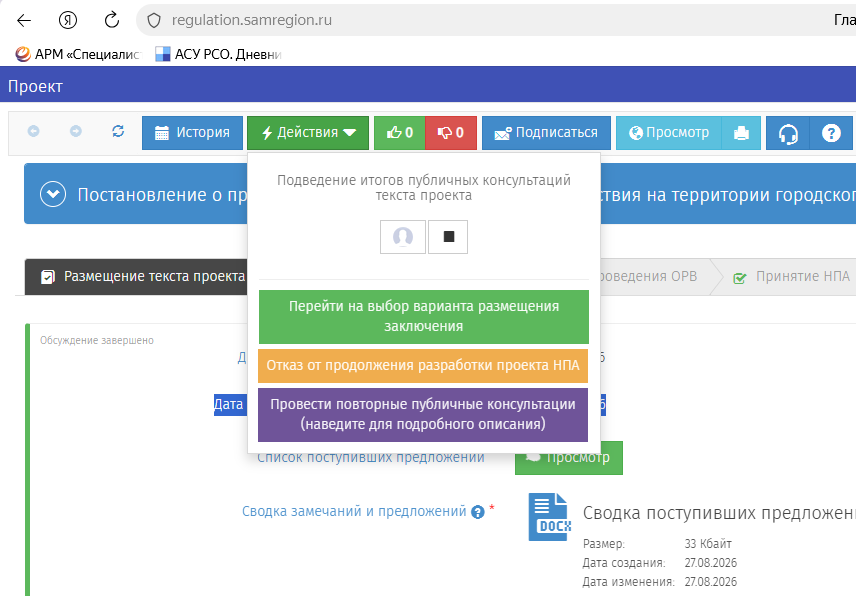 regulation.samregion.ru
АРМ «Специалис
АСУ РСО. Дневни
Проект
История
Действия
0
0
Подписаться
Просмотр
Подведение итогов публичных консультаций
текста проекта
Постановление о пр
ствия на территории городског
Размещение текста проекта
роведения ОРВ
Принятие НПА
Перейти на выбор варианта размещения
заключения
Обсуждение завершено
Отказ от продолжения разработки проекта НПА
Дата
Провести повторные публичные консультации
(наведите для подробного описания)
Список поступивших предложений
Просмотр
Сводка замечаний и предложений ? *
DOCX
Сводка поступивших предложен
Размер: 33 Кбайт
Дата создания: 27.08.2026
Дата изменения: 27.08.2026